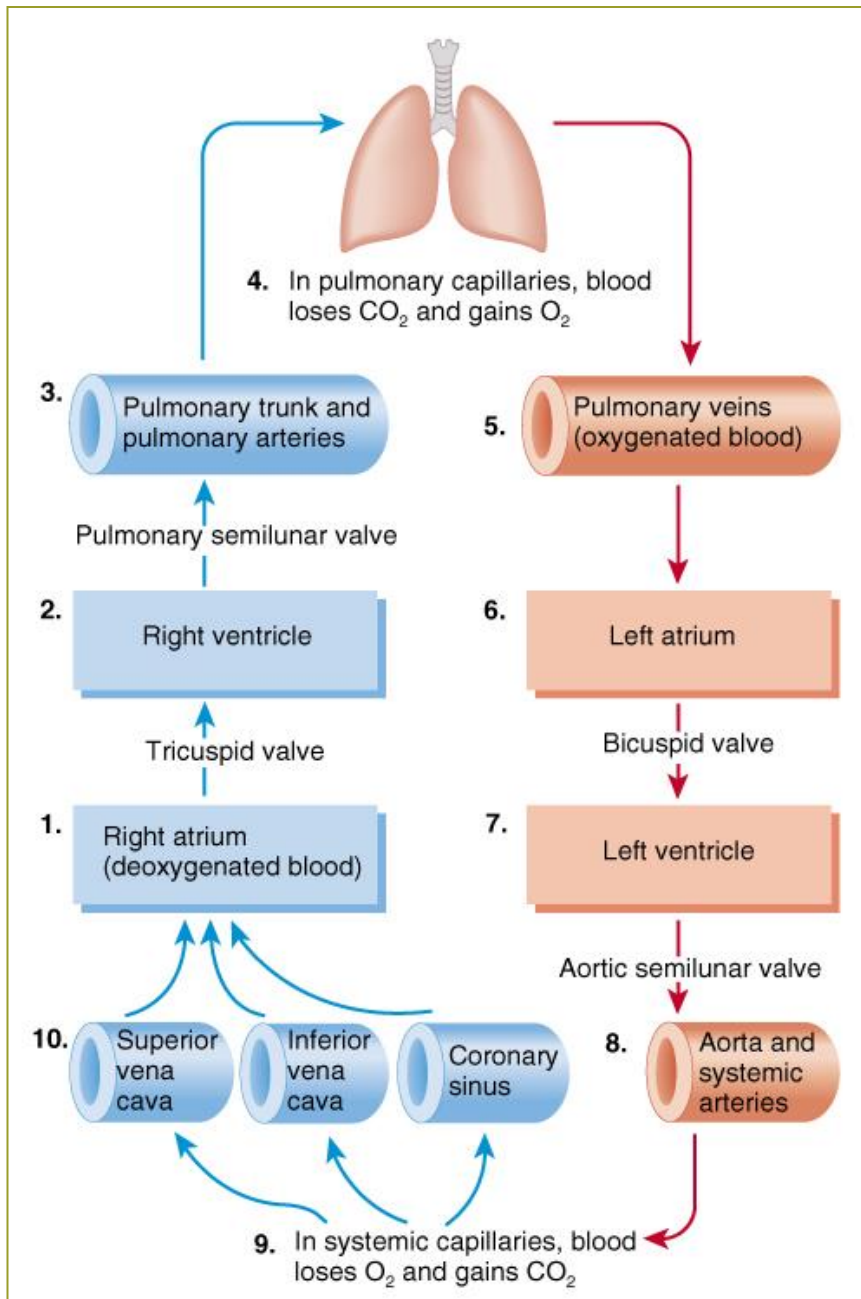 4. In pulmonary capillaries, blood
loses CO₂ and gains O₂
3.
Pulmonary trunk and
pulmonary arteries
5.
Pulmonary veins
(oxygenated blood)
Pulmonary semilunar valve
2.
Right ventricle
6.
Left atrium
Tricuspid valve
Bicuspid valve
1.
Right atrium
(deoxygenated blood)
7.
Left ventricle
Aortic semilunar valve
10.
Superior
vena
cava
Inferior
vena
cava
Coronary
sinus
8.
Aorta and
systemic
arteries
9. In systemic capillaries, blood
loses O₂ and gains CO₂